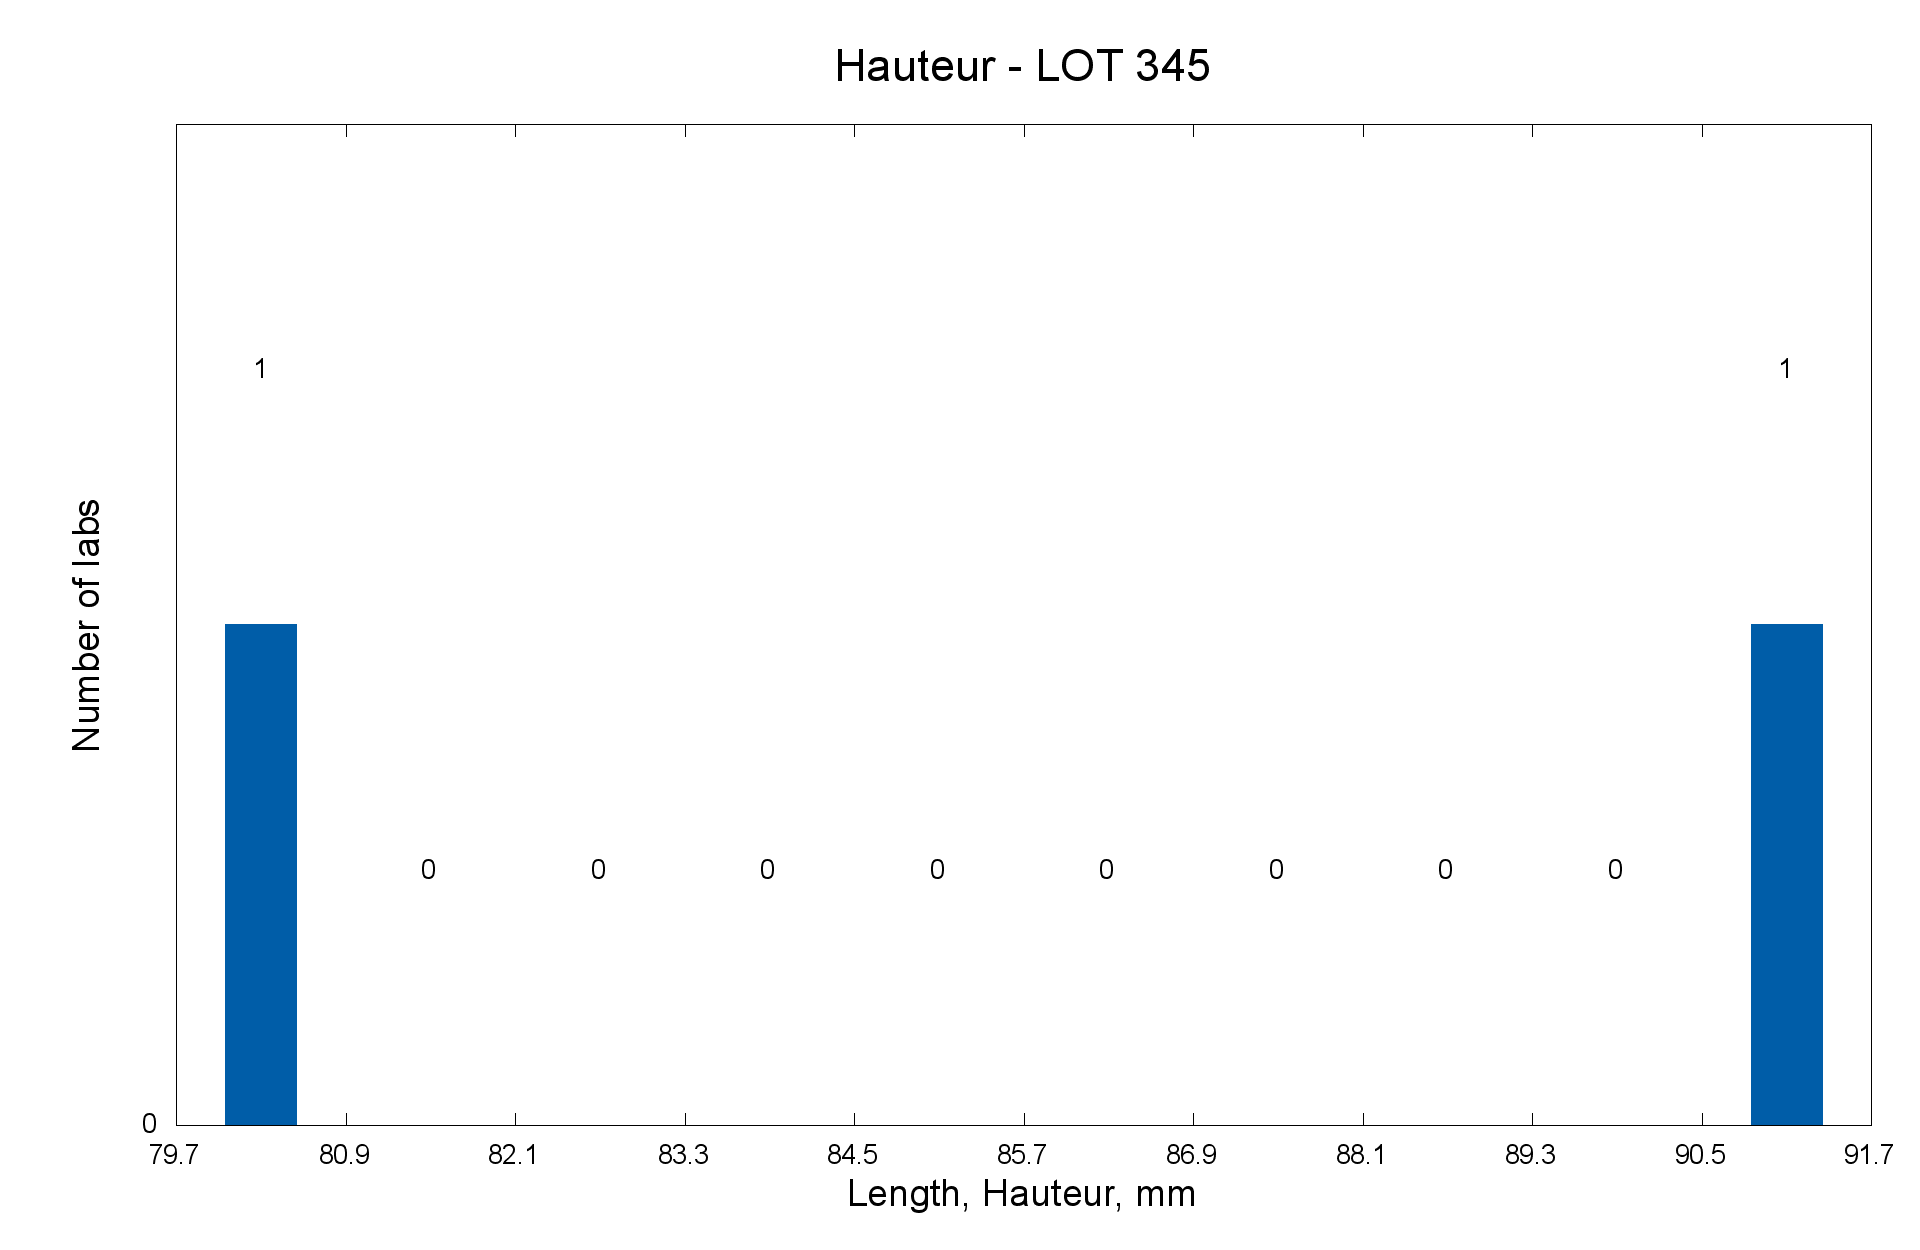 Hauteur - LOT 345
1 1
Number of labs
0 0 0 0 0 0 0 0
0
79.7 80.9 82.1 83.3 84.5 85.7 86.9 88.1 89.3 90.5 91.7
Length, Hauteur, mm